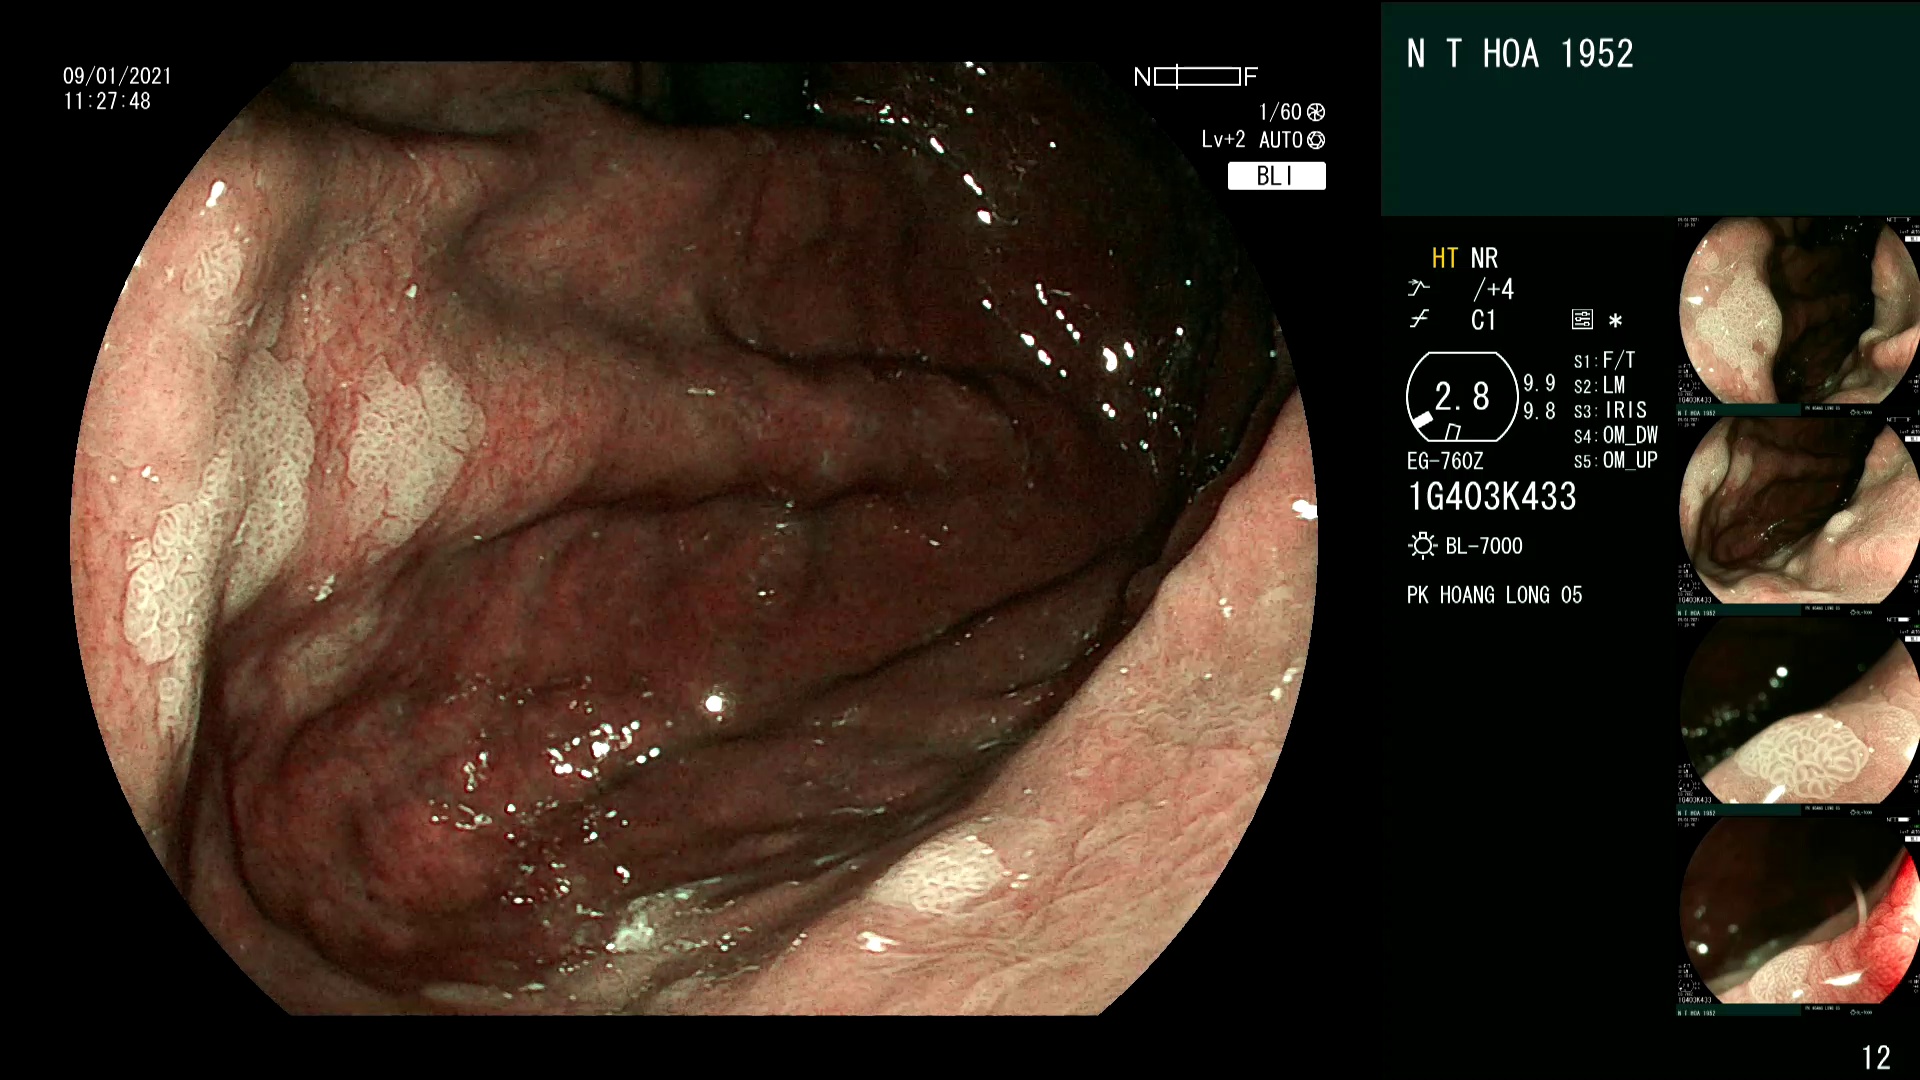 09/01/2021
11:27:48
N F
1/60
Lv+2 AUTO
BLI
N T HOA 1952
HT NR
/+4
C1 *
2.8
9.9
9.8
S1:F/T
S2:LM
S3:IRIS
S4:OM_DW
S5:OM_UP
EG-760Z
1G403K433
BL-7000
PK HOANG LONG 05
12